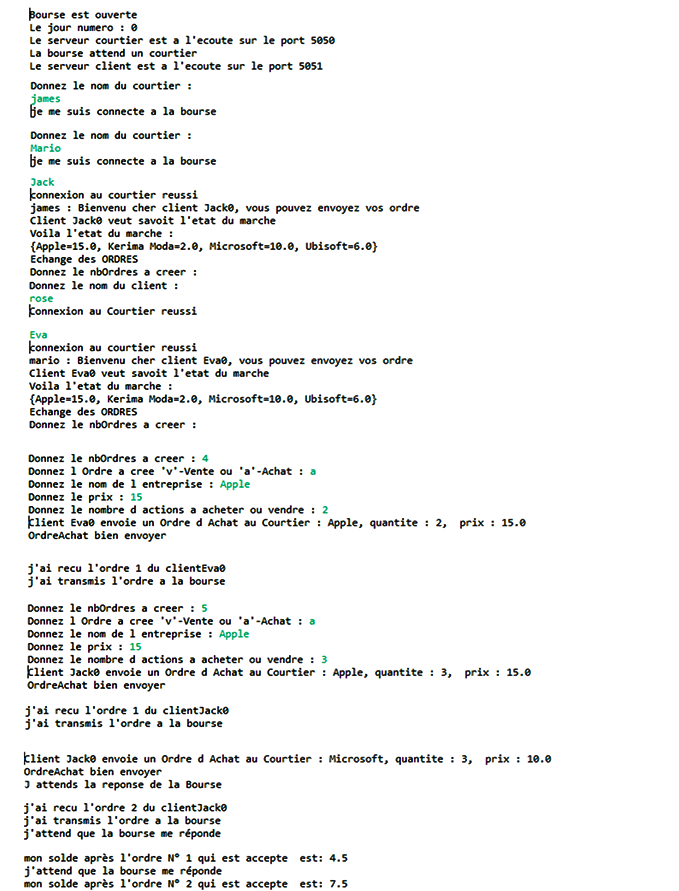 Bourse est ouverte
Le jour numero : 0
Le serveur courtier est a l'ecoute sur le port 5050
La bourse attend un courtier
Le serveur client est a l'ecoute sur le port 5051
Donnez le nom du courtier :
james
je me suis connecte a la bourse
Donnez le nom du courtier :
Mario
je me suis connecte a la bourse
Jack
connexion au courtier reussi
james : Bienvenu cher client Jack0, vous pouvez envoyez vos ordre
Client Jack0 veut savoit l'etat du marche
Voila l'etat du marche :
{Apple=15.0, Kerima Moda=2.0, Microsoft=10.0, Ubisoft=6.0}
Echange des ORDRES
Donnez le nbOrdres a creer :
Donnez le nom du client :
rose
Connexion au Courtier reussi
Eva
connexion au courtier reussi
mario : Bienvenu cher client Eva0, vous pouvez envoyez vos ordre
Client Eva0 veut savoit l'etat du marche
Voila l'etat du marche :
{Apple=15.0, Kerima Moda=2.0, Microsoft=10.0, Ubisoft=6.0}
Echange des ORDRES
Donnez le nbOrdres a creer :
Donnez le nbOrdres a creer : 4
Donnez l Ordre a cree 'v'-Vente ou 'a'-Achat : a
Donnez le nom de l entreprise : Apple
Donnez le prix : 15
Donnez le nombre d actions a acheter ou vendre : 2
Client Eva0 envoie un Ordre d Achat au Courtier : Apple, quantite : 2,  prix : 15.0
OrdreAchat bien envoyer
j'ai recu l'ordre 1 du clientEva0
j'ai transmis l'ordre a la bourse
Donnez le nbOrdres a creer : 5
Donnez l Ordre a cree 'v'-Vente ou 'a'-Achat : a
Donnez le nom de l entreprise : Apple
Donnez le prix : 15
Donnez le nombre d actions a acheter ou vendre : 3
Client Jack0 envoie un Ordre d Achat au Courtier : Apple, quantite : 3,  prix : 15.0
OrdreAchat bien envoyer
j'ai recu l'ordre 1 du clientJack0
j'ai transmis l'ordre a la bourse
Client Jack0 envoie un Ordre d Achat au Courtier : Microsoft, quantite : 3,  prix : 10.0
OrdreAchat bien envoyer
J attends la reponse de la Bourse
j'ai recu l'ordre 2 du clientJack0
j'ai transmis l'ordre a la bourse
j'attend que la bourse me réponde
mon solde après l'ordre N° 1 qui est accepte  est: 4.5
j'attend que la bourse me réponde
mon solde après l'ordre N° 2 qui est accepte  est: 7.5